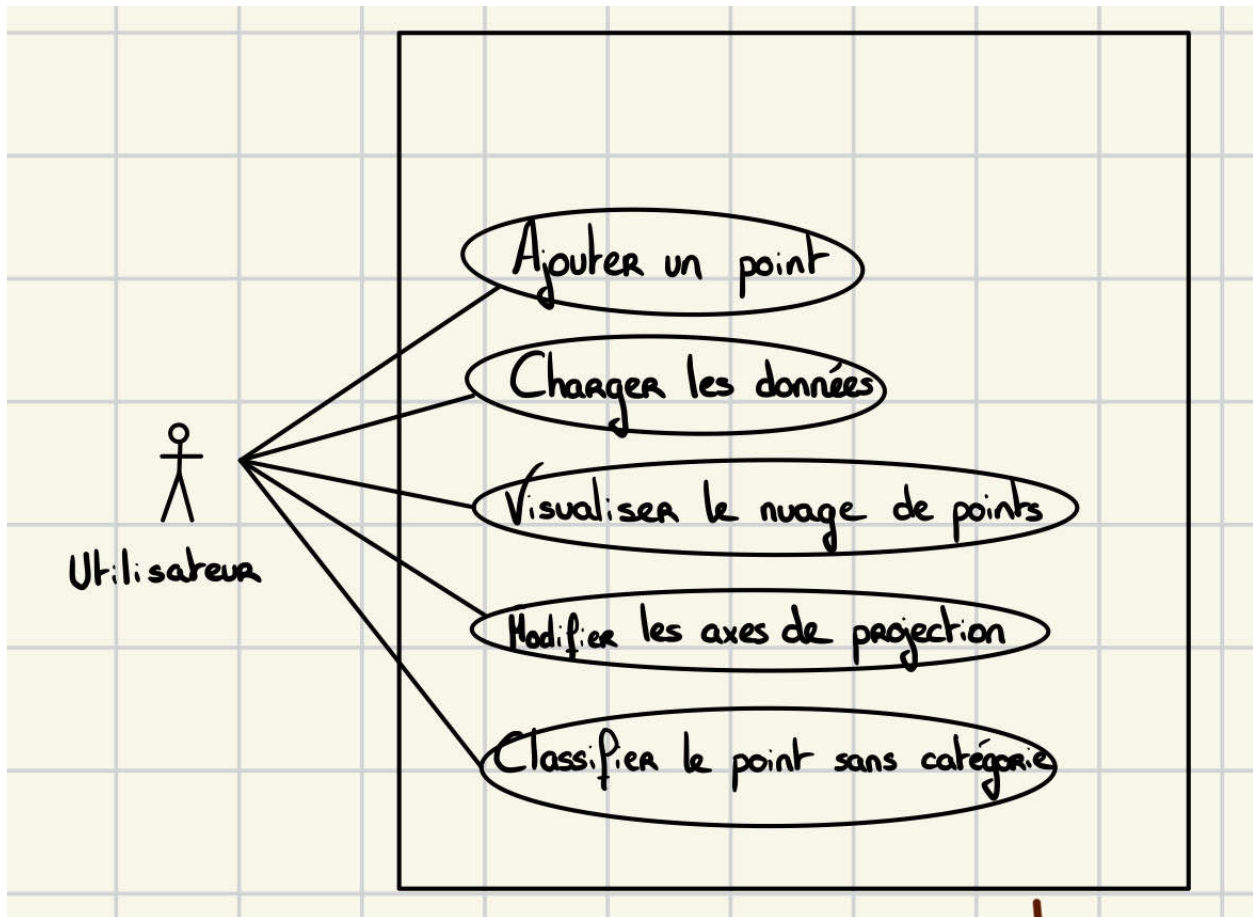 Ajouter un point
Charger les données
Visualiser le nuage de points
Utilisateur
Modifier les axes de projection
Classifier le point sans catégorie